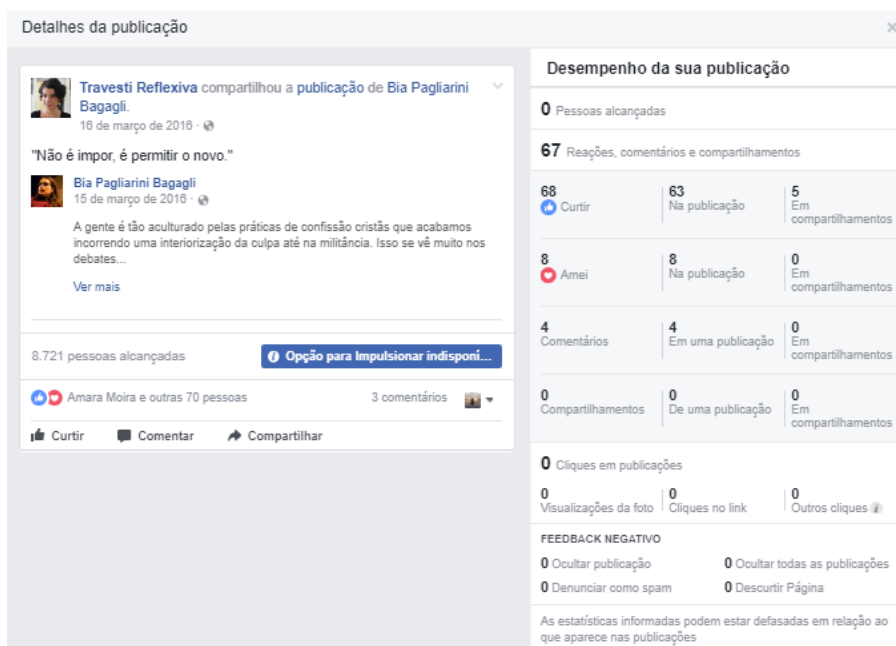 Detalhes da publicação
Travesti Reflexiva compartilhou a publicação de Bia Pagliarini
Bagagli.
16 de março de 2016 ·
"Não é impor, é permitir o novo."
Bia Pagliarini Bagagli
15 de março de 2016 ·
A gente é tão aculturado pelas práticas de confissão cristãs que acabamos
incorrendo uma interiorização da culpa até na militância. Isso se vê muito nos
debates...
Ver mais
8.721 pessoas alcançadas
Opção para Impulsionar indisponí...
Amara Moira e outras 70 pessoas
3 comentários
Curtir Comentar Compartilhar
Desempenho da sua publicação
0 Pessoas alcançadas
67 Reações, comentários e compartilhamentos
68
Curtir
63
Na publicação
5
Em
compartilhamentos
8
Amei
8
Na publicação
0
Em
compartilhamentos
4
Comentários
4
Em uma publicação
0
Em
compartilhamentos
0
Compartilhamentos
0
De uma publicação
0
Em
compartilhamentos
0 Cliques em publicações
0
Visualizações da foto
0
Cliques no link
0
Outros cliques
FEEDBACK NEGATIVO
0 Ocultar publicação
0 Ocultar todas as publicações
0 Denunciar como spam
0 Descurtir Página
As estatísticas informadas podem estar defasadas em relação ao
que aparece nas publicações